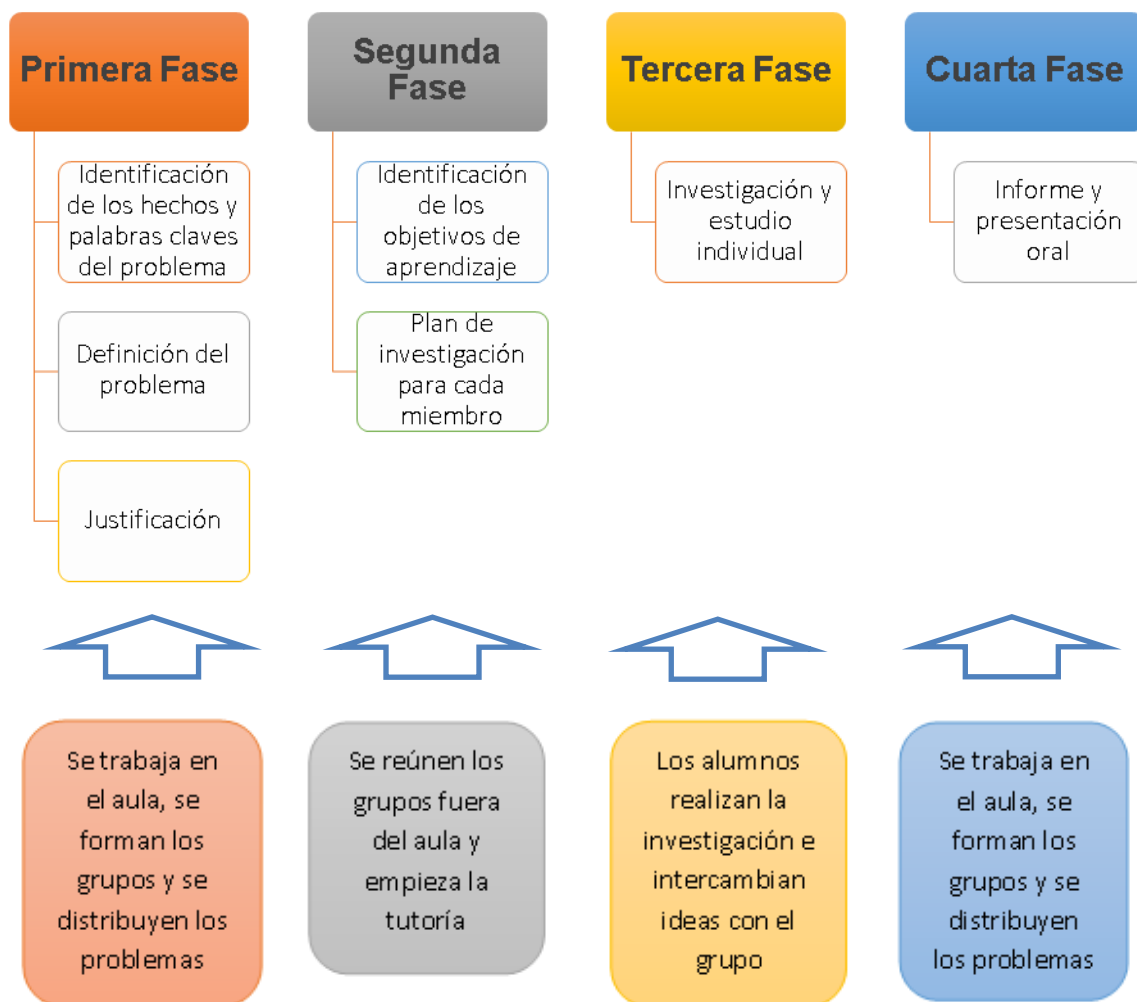 Primera Fase
Identificación
de los hechos y
palabras claves
del problema
Definición del
problema
Justificación
Se trabaja en
el aula, se
forman los
grupos y se
distribuyen los
problemas
Segunda
Fase
Identificación
de los
objetivos de
aprendizaje
Plan de
investigación
para cada
miembro
Se reúnen los
grupos fuera
del aula y
empieza la
tutoría
Tercera Fase
Investigación y
estudio
individual
Los alumnos
realizan la
investigación e
intercambian
ideas con el
grupo
Cuarta Fase
Informe y
presentación
oral
Se trabaja en
el aula, se
forman los
grupos y se
distribuyen
los problemas